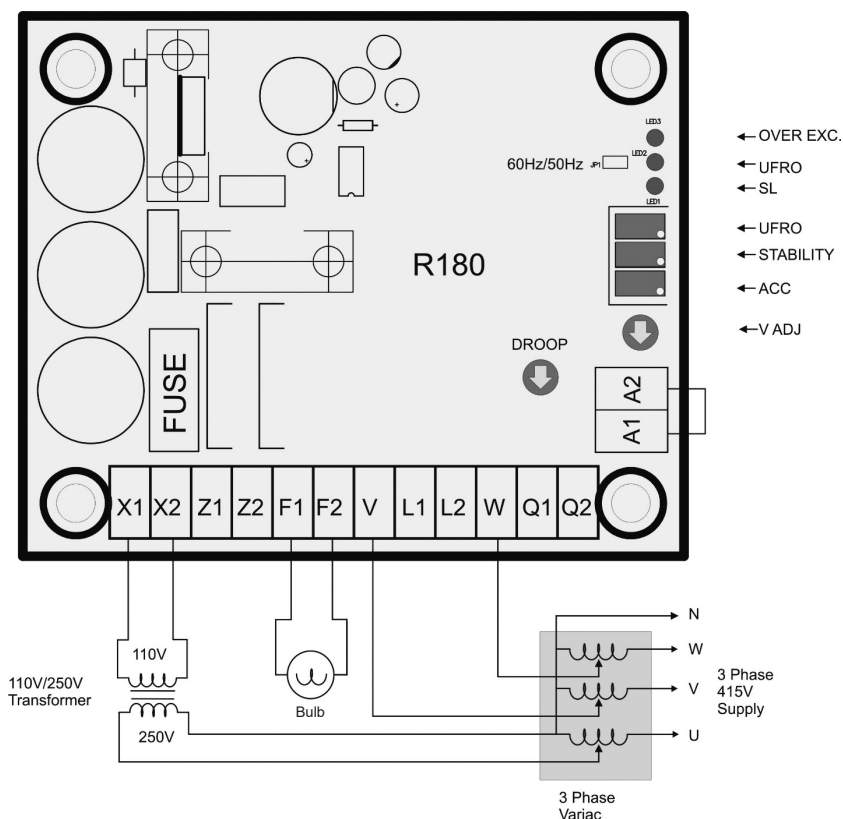 LED3
OVER EXC.
60Hz/50Hz
JP1
LED2
UFRO
SL
LED1
UFRO
STABILITY
R180
ACC
V ADJ
DROOP
FUSE
A2
A1
X1 X2 Z1 Z2 F1 F2 V L1 L2 W Q1 Q2
+
+
+
N
110V
W
110V/250V
Transformer
3 Phase
415V
Supply
V
Bulb
250V
U
3 Phase
Variac